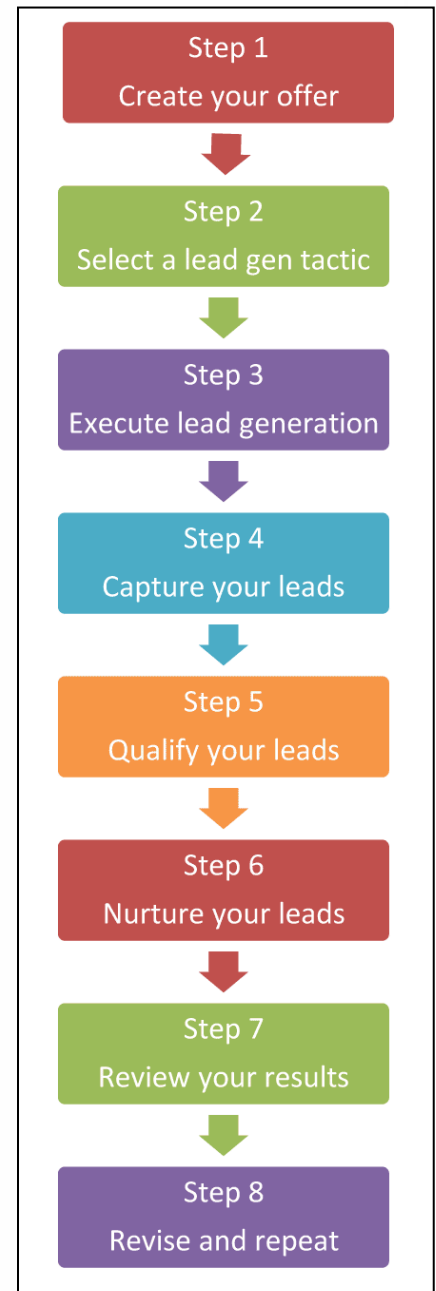 Step 1
Create your offer
Step 2
Select a lead gen tactic
Step 3
Execute lead generation
Step 4
Capture your leads
Step 5
Qualify your leads
Step 6
Nurture your leads
Step 7
Review your results
Step 8
Revise and repeat